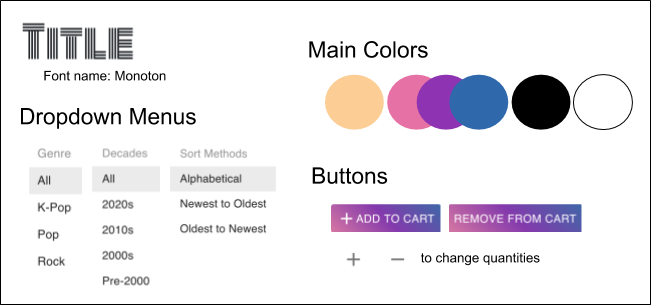 TITLE
Font name: Monoton
Dropdown Menus
Genre
All
K-Pop
Pop
Rock
Decades
All
2020s
2010s
2000s
Pre-2000
Sort Methods
Alphabetical
Newest to Oldest
Oldest to Newest
Main Colors
Buttons
+ ADD TO CART
REMOVE FROM CART
+ − to change quantities